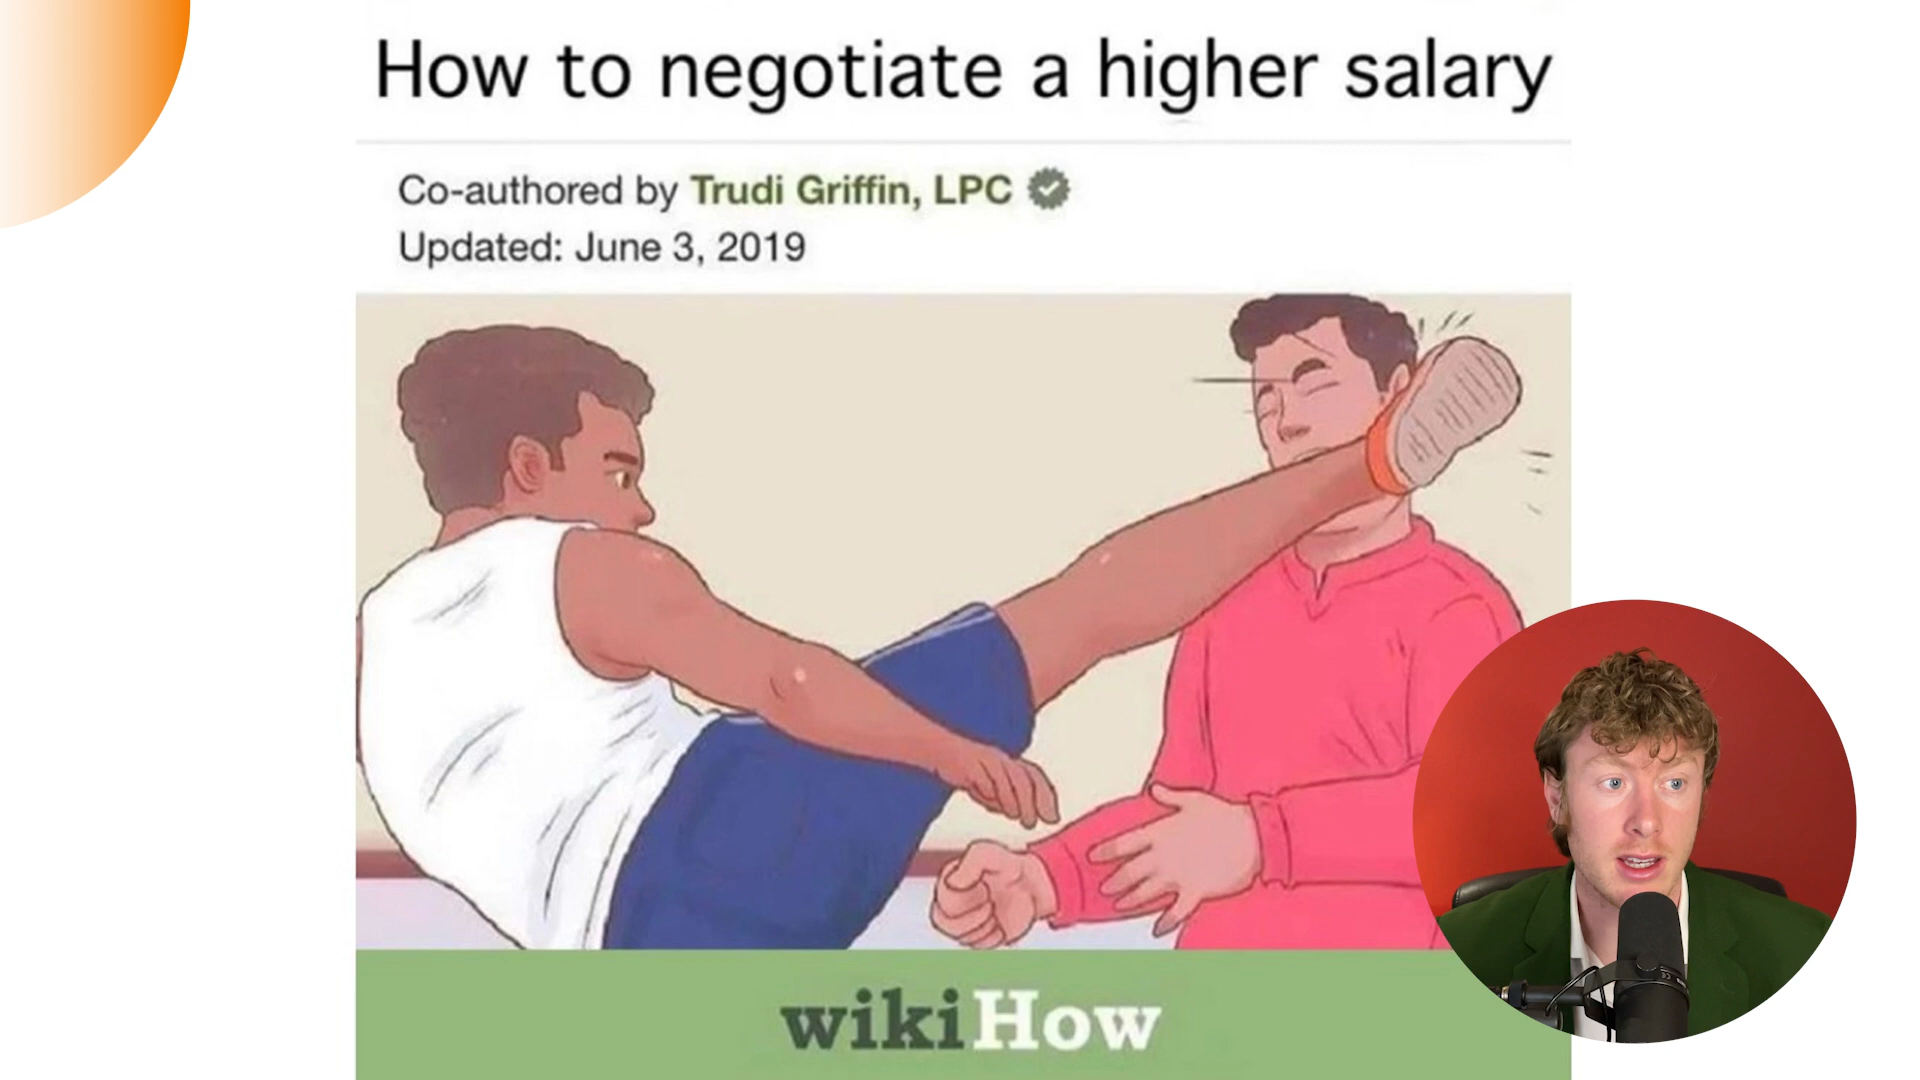 How to negotiate a higher salary
Co-authored by Trudi Griffin, LPC
Updated: June 3, 2019
wikiHow